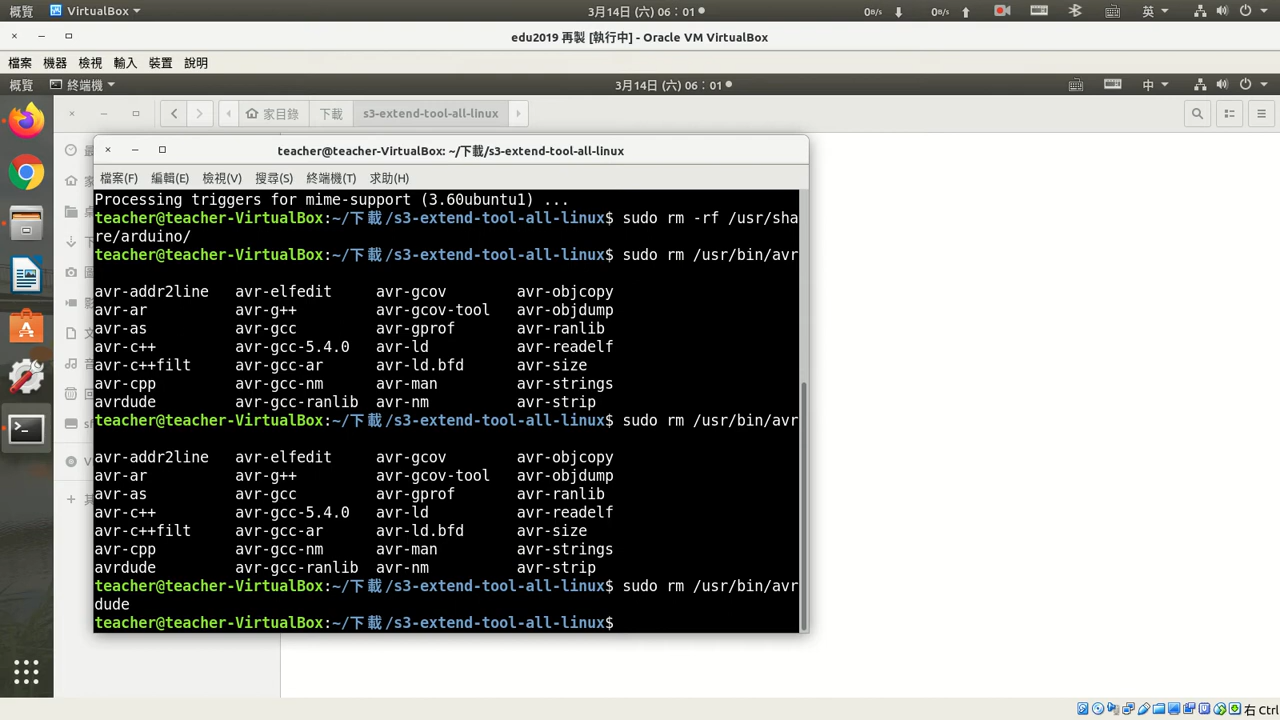 概覽 VirtualBox 3月14日 (六) 06：01 0B/s 0B/s 英
edu2019 再製 [執行中] - Oracle VM VirtualBox
檔案 機器 檢視 輸入 裝置 說明
概覽 終端機 3月14日 (六) 06：01 中
家目錄 下載 s3-extend-tool-all-linux
teacher@teacher-VirtualBox: ~/下載/s3-extend-tool-all-linux
檔案(F) 編輯(E) 檢視(V) 搜尋(S) 終端機(T) 求助(H)
Processing triggers for mime-support (3.60ubuntu1) ...
teacher@teacher-VirtualBox:~/下載/s3-extend-tool-all-linux$ sudo rm -rf /usr/sha
re/arduino/
teacher@teacher-VirtualBox:~/下載/s3-extend-tool-all-linux$ sudo rm /usr/bin/avr
avr-addr2line avr-elfedit avr-gcov avr-objcopy
avr-ar avr-g++ avr-gcov-tool avr-objdump
avr-as avr-gcc avr-gprof avr-ranlib
avr-c++ avr-gcc-5.4.0 avr-ld avr-readelf
avr-c++filt avr-gcc-ar avr-ld.bfd avr-size
avr-cpp avr-gcc-nm avr-man avr-strings
avrdude avr-gcc-ranlib avr-nm avr-strip
teacher@teacher-VirtualBox:~/下載/s3-extend-tool-all-linux$ sudo rm /usr/bin/avr
avr-addr2line avr-elfedit avr-gcov avr-objcopy
avr-ar avr-g++ avr-gcov-tool avr-objdump
avr-as avr-gcc avr-gprof avr-ranlib
avr-c++ avr-gcc-5.4.0 avr-ld avr-readelf
avr-c++filt avr-gcc-ar avr-ld.bfd avr-size
avr-cpp avr-gcc-nm avr-man avr-strings
avrdude avr-gcc-ranlib avr-nm avr-strip
teacher@teacher-VirtualBox:~/下載/s3-extend-tool-all-linux$ sudo rm /usr/bin/avr
dude
teacher@teacher-VirtualBox:~/下載/s3-extend-tool-all-linux$
右 Ctrl